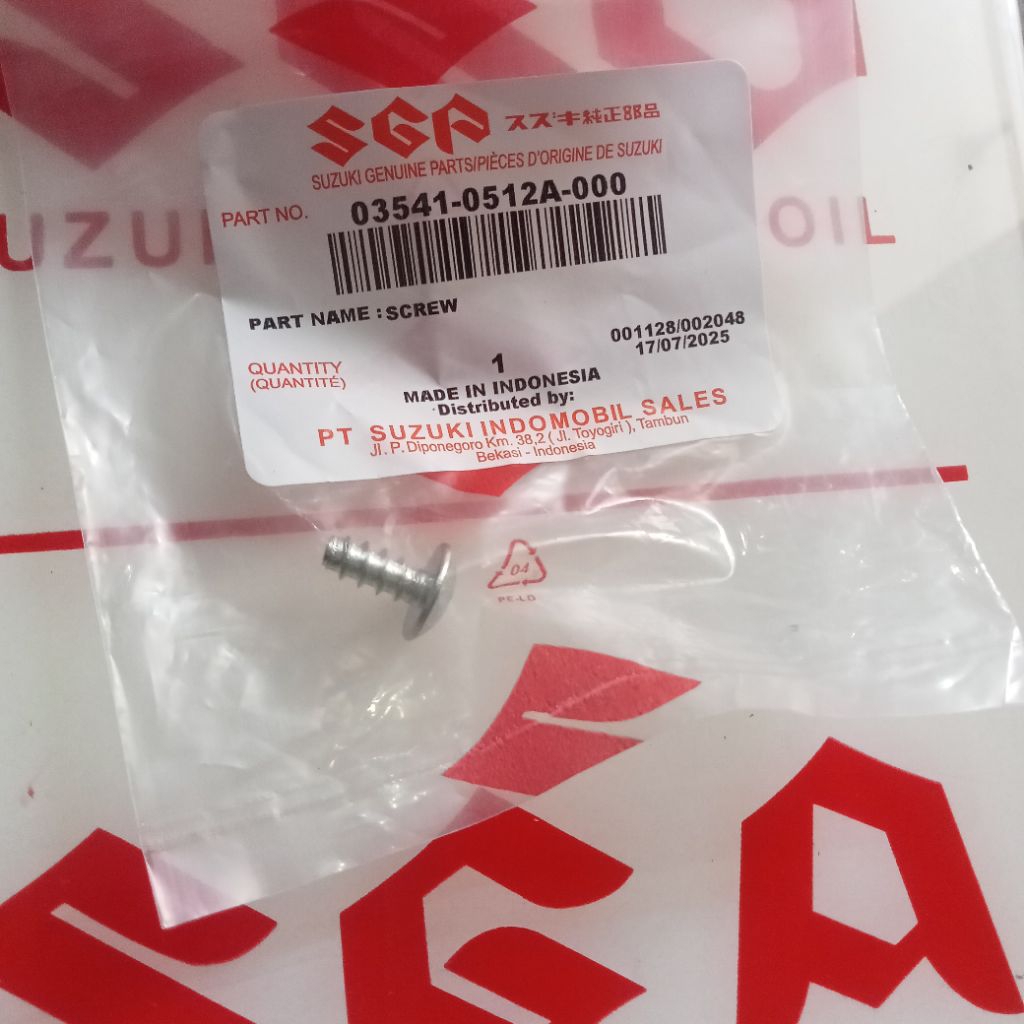 SGP スズキ純正部品
SUZUKI GENUINE PARTS/PIÈCES D'ORIGINE DE SUZUKI
PART NO. 03541-0512A-000
PART NAME : SCREW
001128/002048
17/07/2025
QUANTITY
(QUANTITÉ)
1
MADE IN INDONESIA
Distributed by:
PT SUZUKI INDOMOBIL SALES
Jl. P. Diponegoro Km. 38,2 ( Jl. Toyogiri ), Tambun
Bekasi - Indonesia
UZU
OIL
04
PE-LD
SGP